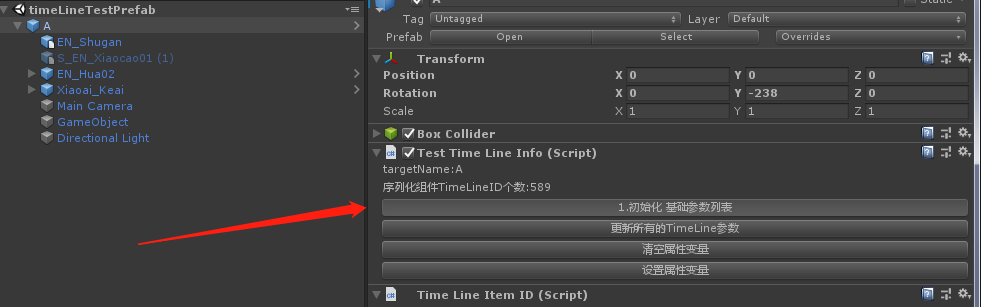 timeLineTestPrefab
A
EN_Shugan
S_EN_Xiaocao01 (1)
EN_Hua02
Xiaoai_Keai
Main Camera
GameObject
Directional Light
A
Static
Tag Untagged Layer Default
Prefab Open Select Overrides
Transform
Position X 0 Y 0 Z 0
Rotation X 0 Y -238 Z 0
Scale X 1 Y 1 Z 1
Box Collider
Test Time Line Info (Script)
targetName:A
序列化组件TimeLineID个数:589
1.初始化 基础参数列表
更新所有的TimeLine参数
清空属性变量
设置属性变量
Time Line Item ID (Script)